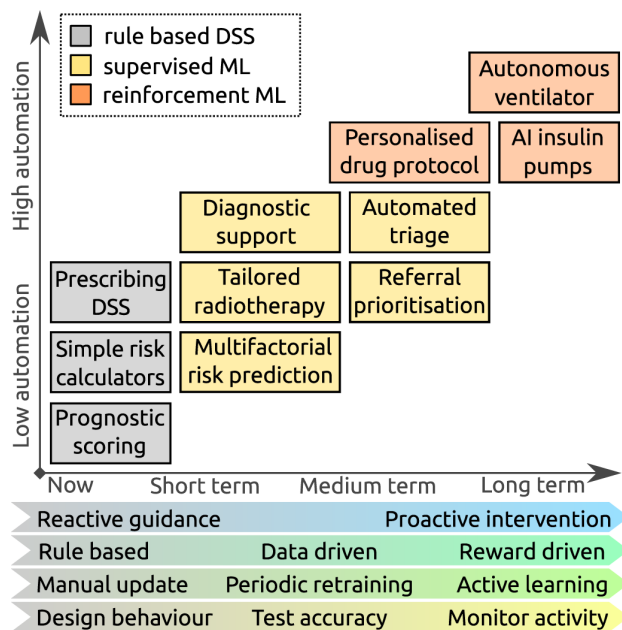 rule based DSS
supervised ML
reinforcement ML
High automation
Low automation
Autonomous
ventilator
Personalised
drug protocol
AI insulin
pumps
Diagnostic
support
Automated
triage
Prescribing
DSS
Tailored
radiotherapy
Referral
prioritisation
Simple risk
calculators
Multifactorial
risk prediction
Prognostic
scoring
Now Short term Medium term Long term
Reactive guidance Proactive intervention
Rule based Data driven Reward driven
Manual update Periodic retraining Active learning
Design behaviour Test accuracy Monitor activity